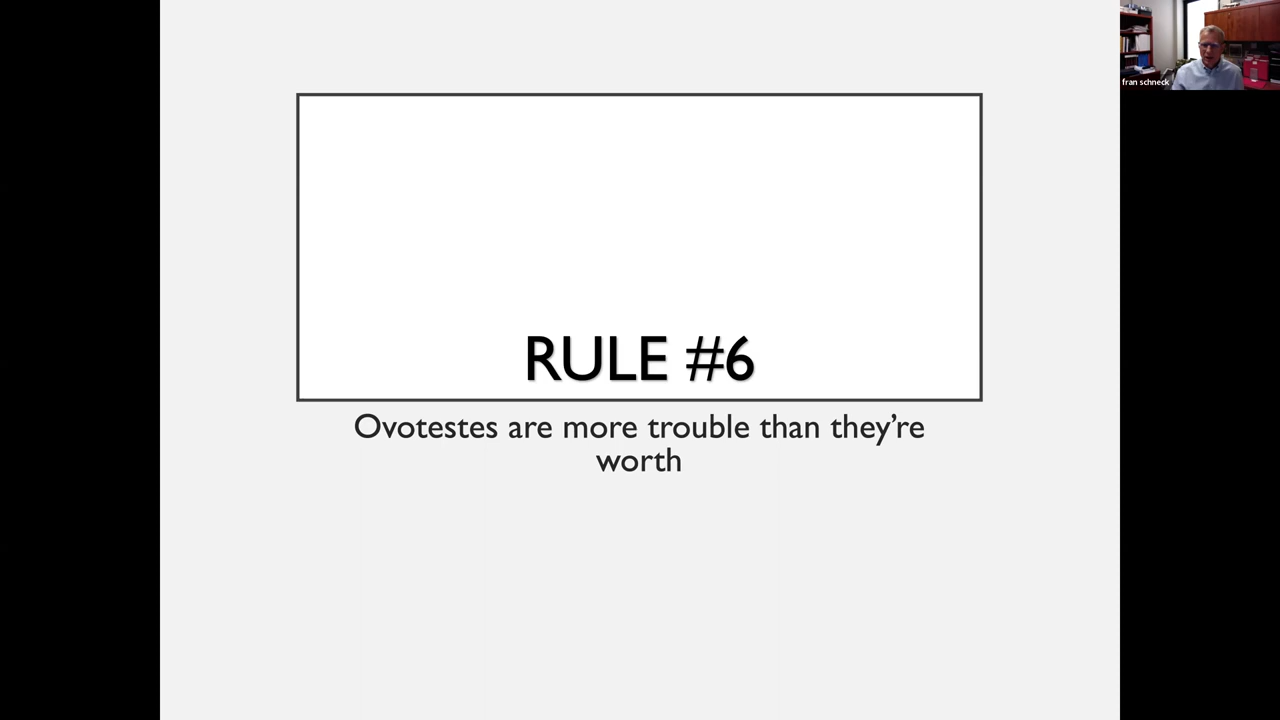 fran schneck
RULE #6
Ovotestes are more trouble than they’re
worth